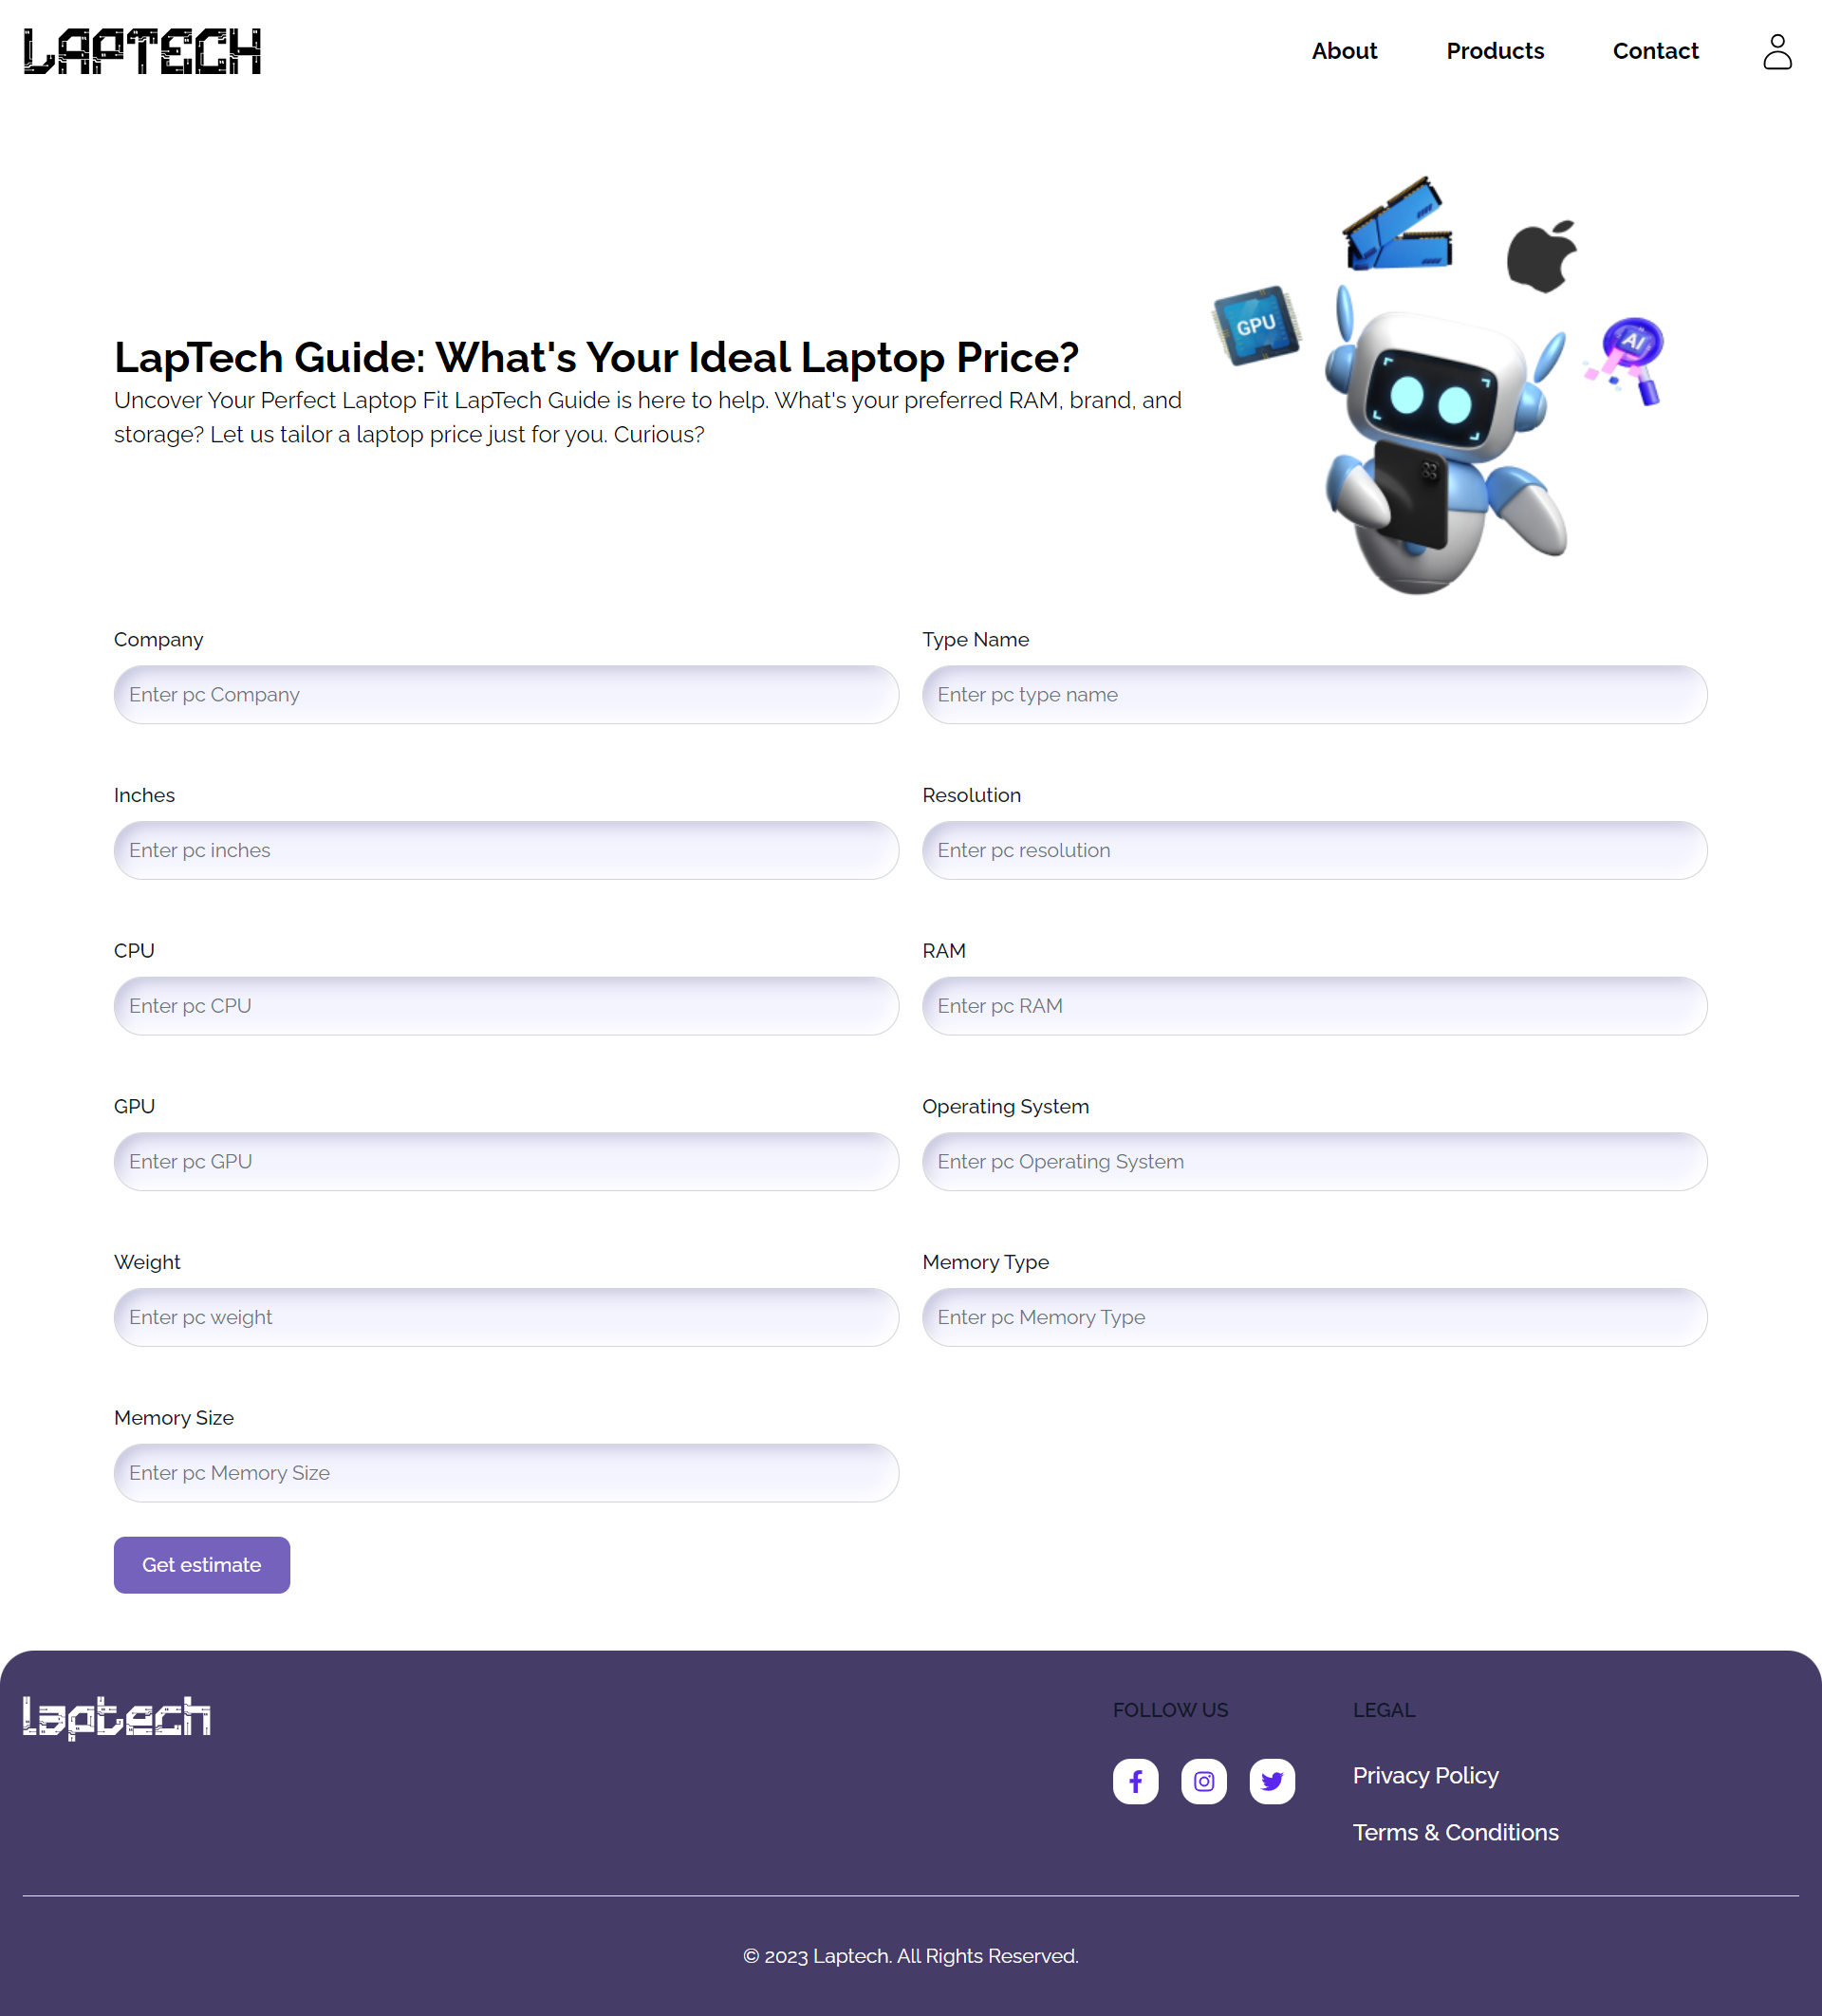 LAPTECH
About Products Contact
GPU
AI
LapTech Guide: What's Your Ideal Laptop Price?
Uncover Your Perfect Laptop Fit LapTech Guide is here to help. What's your preferred RAM, brand, and
storage? Let us tailor a laptop price just for you. Curious?
Company
Enter pc Company
Type Name
Enter pc type name
Inches
Enter pc inches
Resolution
Enter pc resolution
CPU
Enter pc CPU
RAM
Enter pc RAM
GPU
Enter pc GPU
Operating System
Enter pc Operating System
Weight
Enter pc weight
Memory Type
Enter pc Memory Type
Memory Size
Enter pc Memory Size
Get estimate
laptech
FOLLOW US
LEGAL
Privacy Policy
Terms & Conditions
© 2023 Laptech. All Rights Reserved.